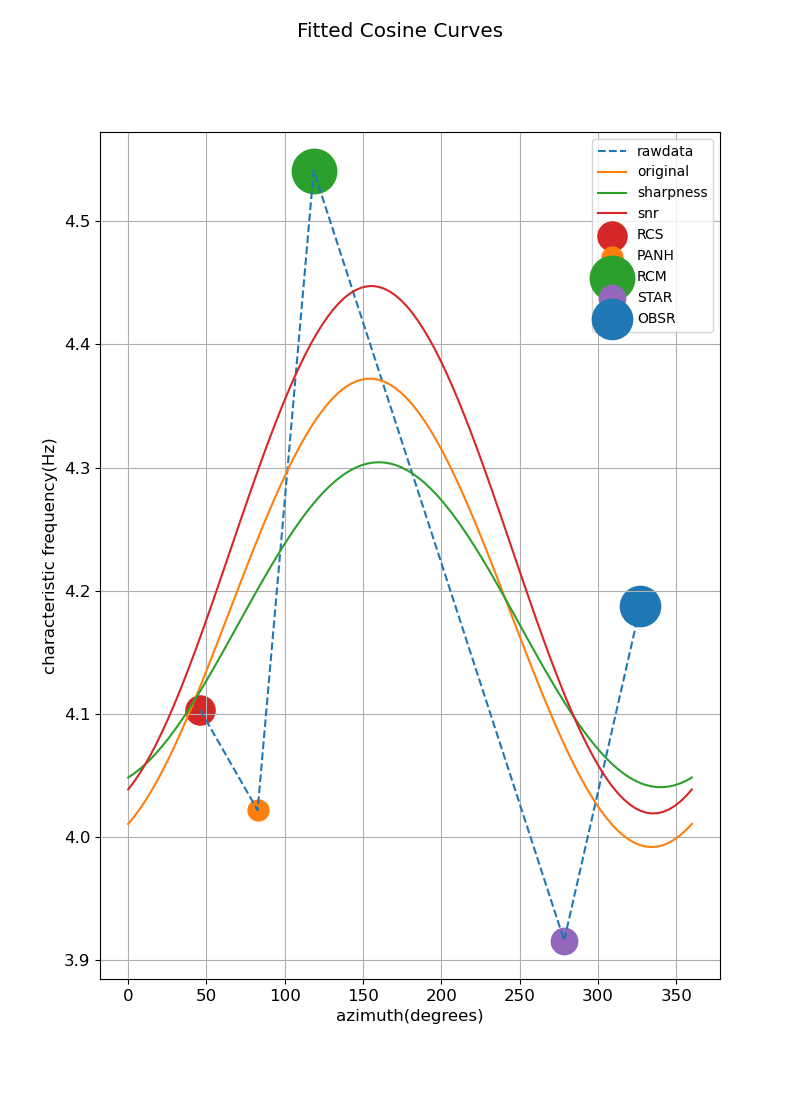 Fitted Cosine Curves
rawdata
original
sharpness
snr
RCS
PANH
RCM
STAR
OBSR
4.5
4.4
4.3
4.2
4.1
4.0
3.9
characteristic frequency(Hz)
0 50 100 150 200 250 300 350
azimuth(degrees)